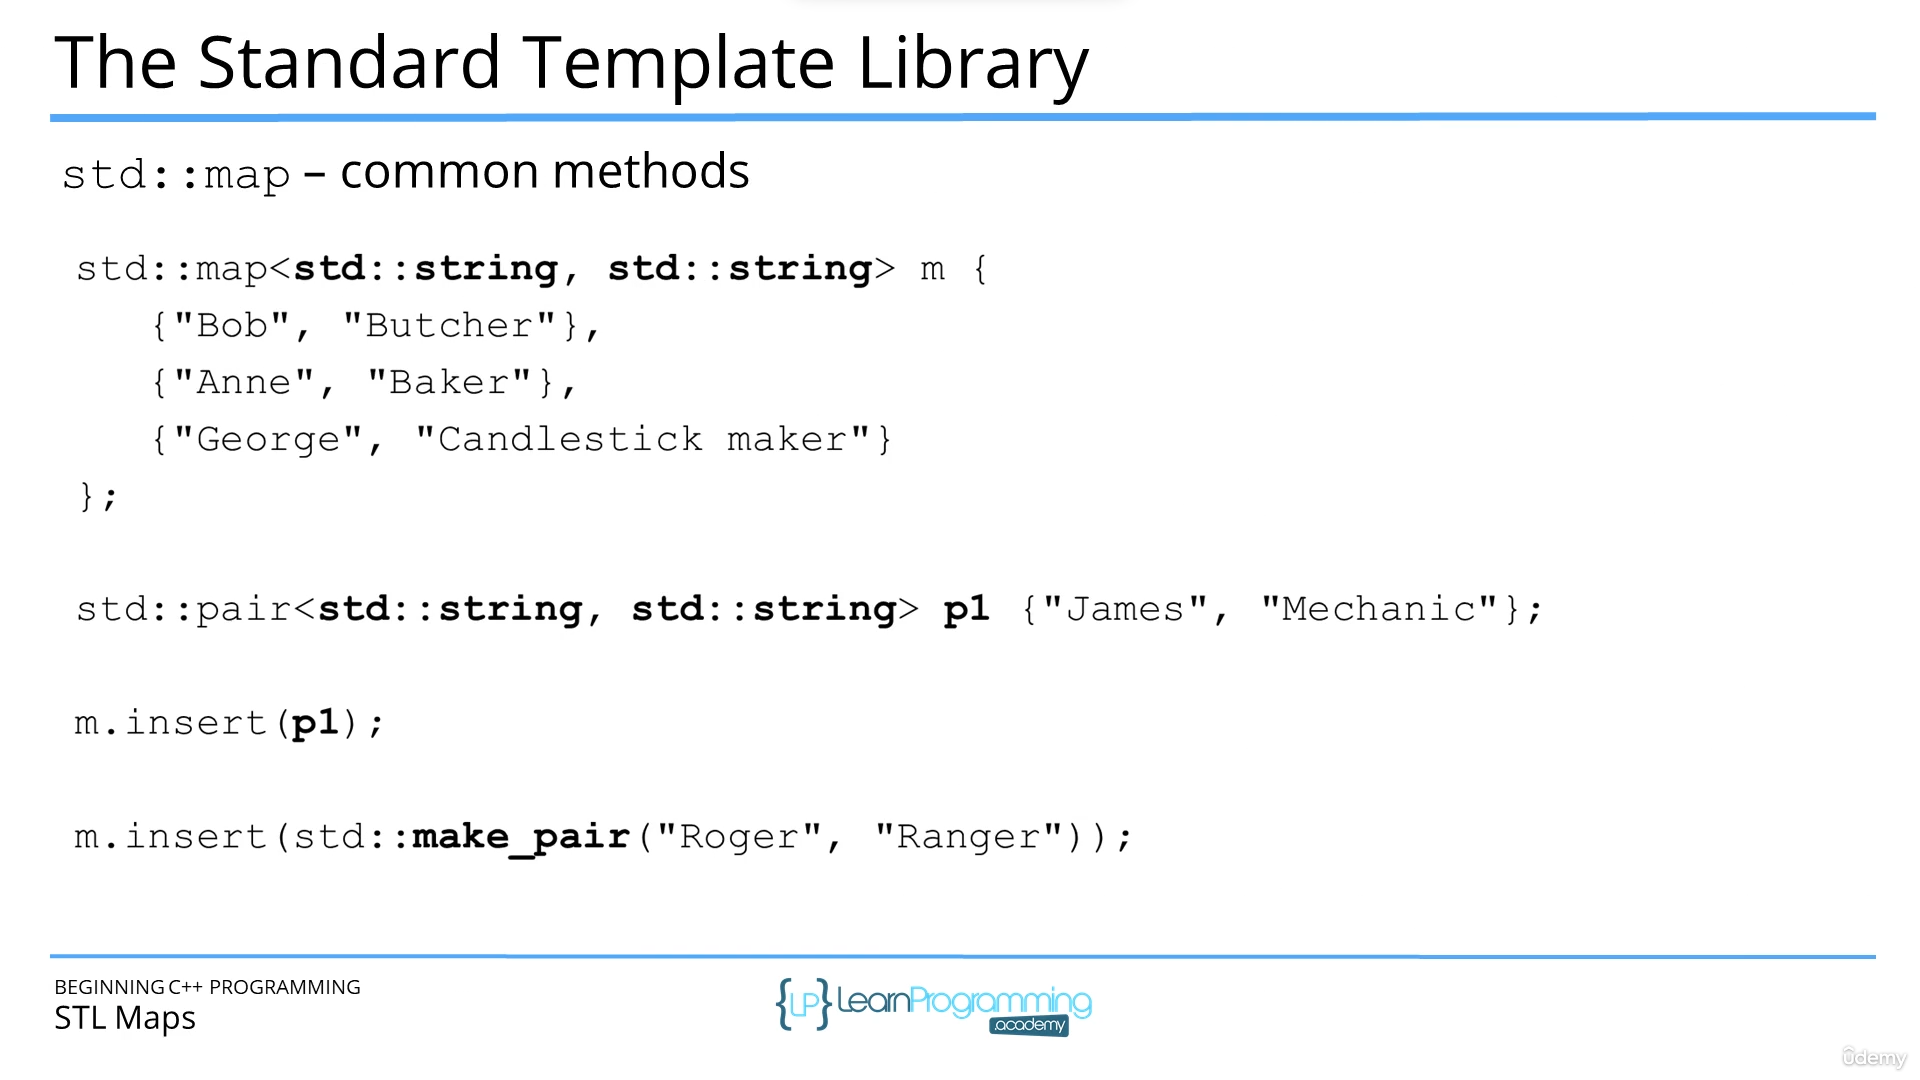 The Standard Template Library
std::map – common methods
std::map<std::string, std::string> m {
{"Bob", "Butcher"},
{"Anne", "Baker"},
{"George", "Candlestick maker"}
};
std::pair<std::string, std::string> p1 {"James", "Mechanic"};
m.insert(p1);
m.insert(std::make_pair("Roger", "Ranger"));
BEGINNING C++ PROGRAMMING
STL Maps
{LP} LearnProgramming
.academy
ûdemy